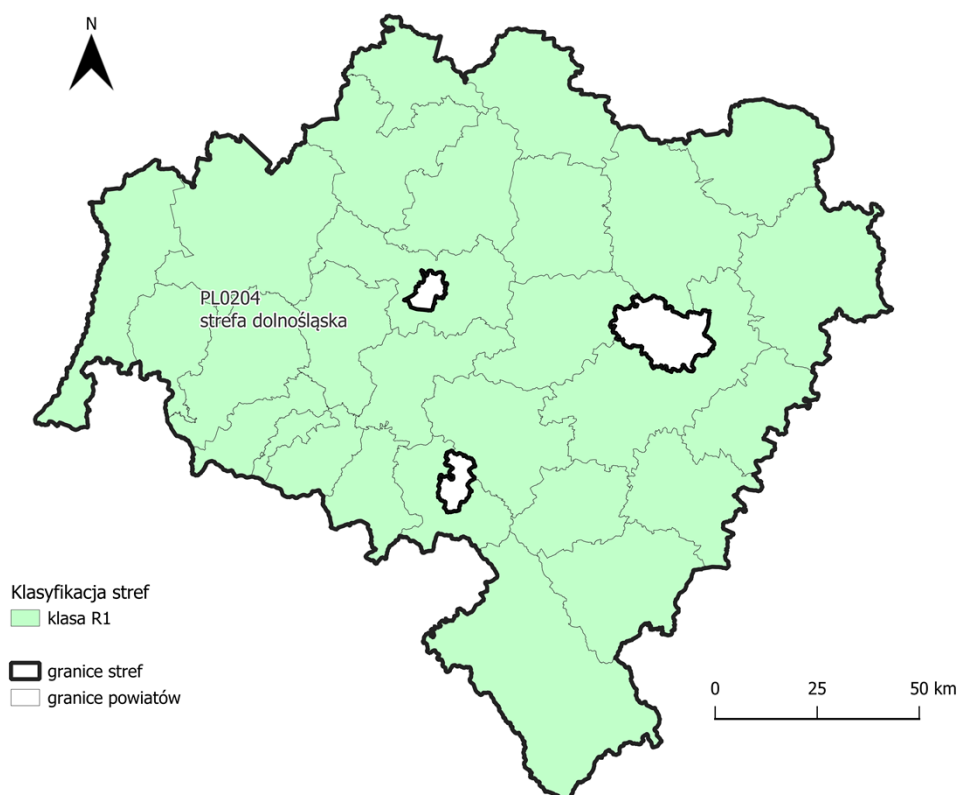 N
PL0204
strefa dolnośląska
Klasyfikacja stref
klasa R1
granice stref
granice powiatów
0 25 50 km